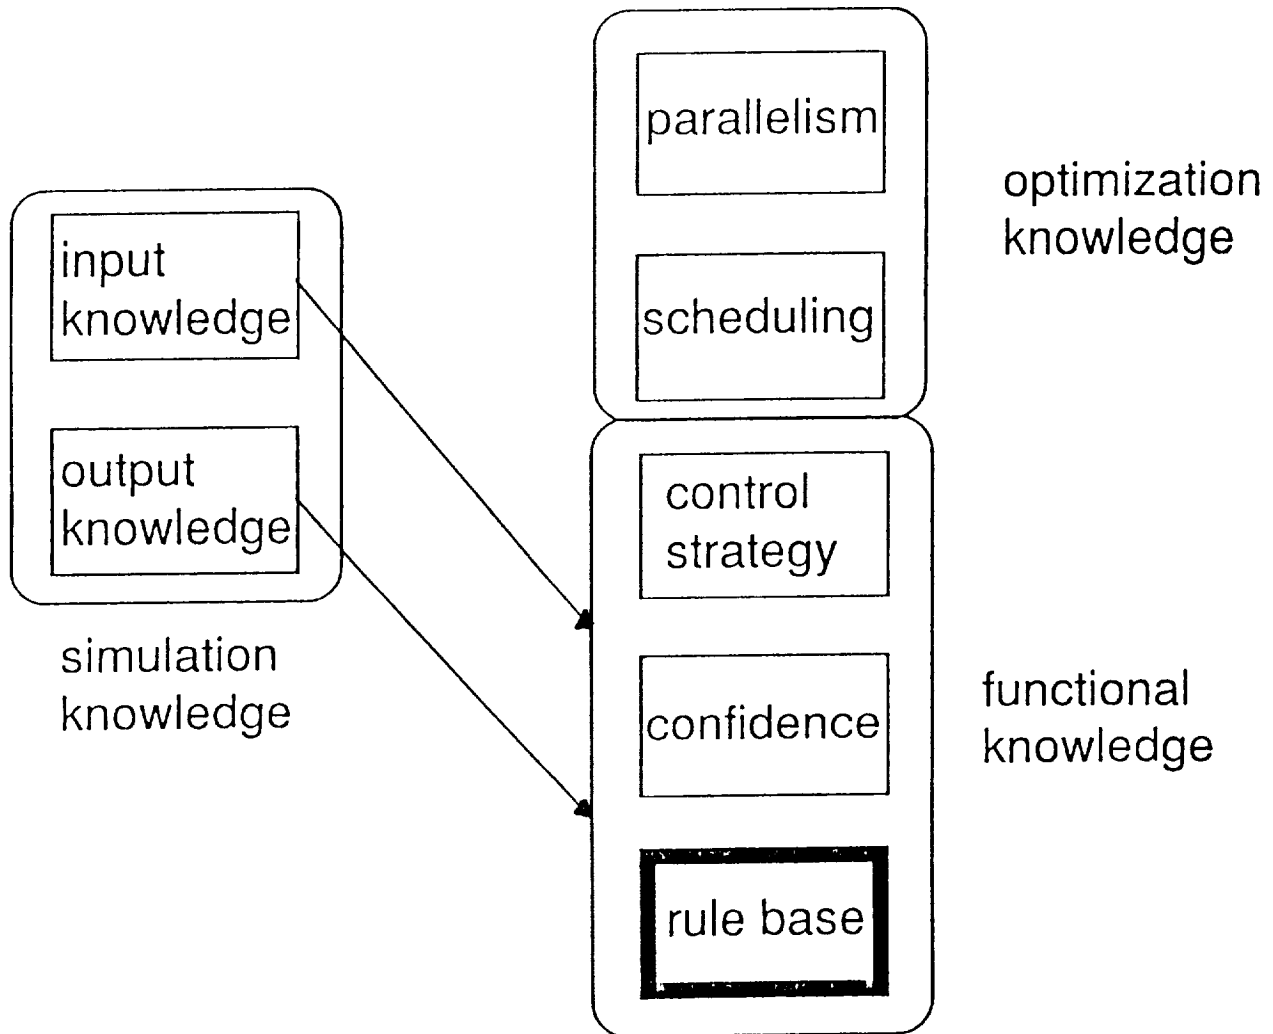 parallelism
scheduling
optimization
knowledge
input
knowledge
output
knowledge
simulation
knowledge
control
strategy
confidence
rule base
functional
knowledge